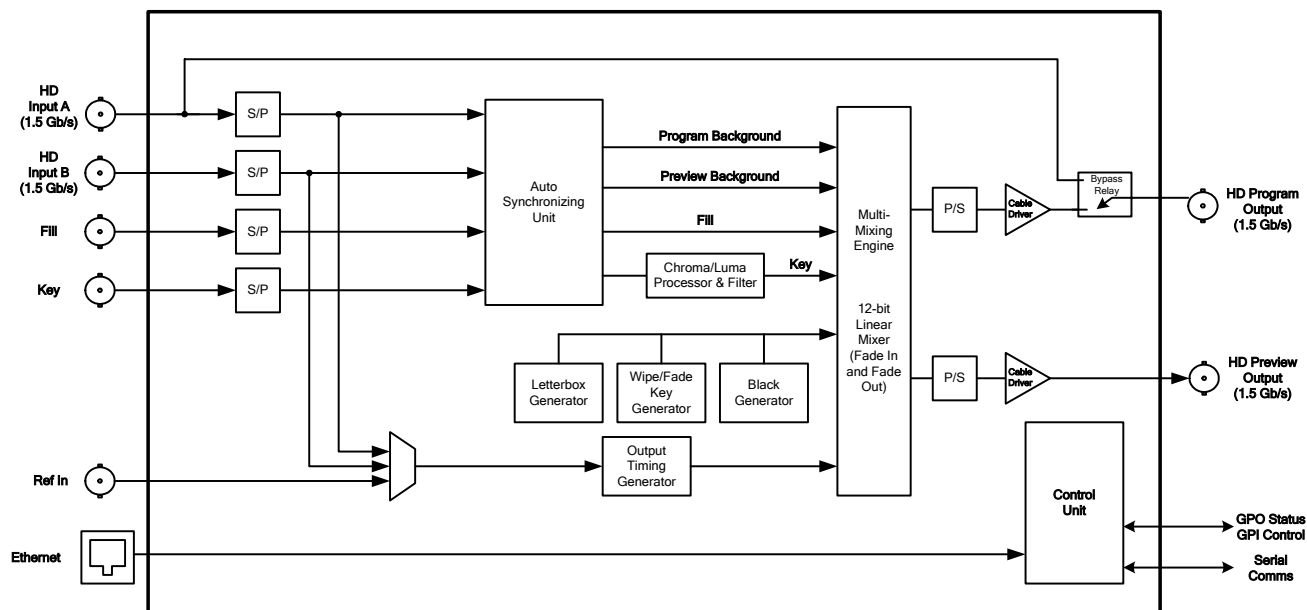 HD
Input A
(1.5 Gb/s)
HD
Input B
(1.5 Gb/s)
Fill
Key
Ref In
Ethernet
S/P
S/P
S/P
S/P
Auto
Synchronizing
Unit
Program Background
Preview Background
Fill
Chroma/Luma
Processor & Filter
Key
Letterbox
Generator
Wipe/Fade
Key
Generator
Black
Generator
Output
Timing
Generator
Multi-
Mixing
Engine
12-bit
Linear
Mixer
(Fade In
and Fade
Out)
P/S
Cable
Driver
Bypass
Relay
HD Program
Output
(1.5 Gb/s)
P/S
Cable
Driver
HD Preview
Output
(1.5 Gb/s)
Control
Unit
GPO Status
GPI Control
Serial
Comms